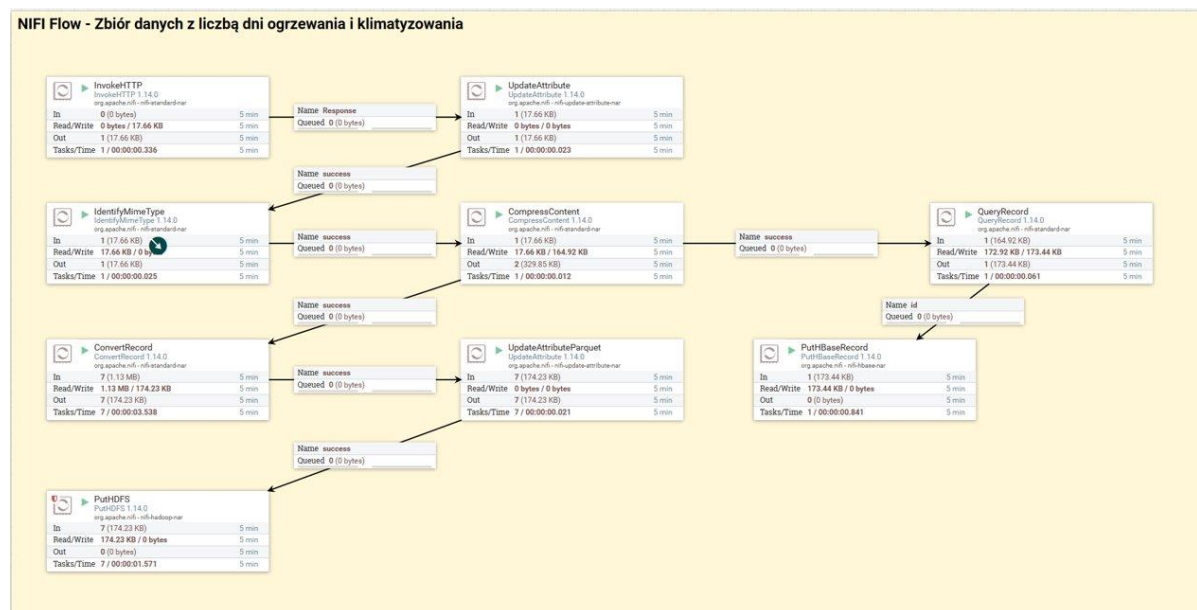 NIFI Flow - Zbiór danych z liczbą dni ogrzewania i klimatyzowania
InvokeHTTP
InvokeHTTP 1.14.0
org.apache.nifi - nifi-standard-nar
In 0 (0 bytes) 5 min
Read/Write 0 bytes / 17.66 KB 5 min
Out 1 (17.66 KB) 5 min
Tasks/Time 1 / 00:00:00.336 5 min
Name Response
Queued 0 (0 bytes)
UpdateAttribute
UpdateAttribute 1.14.0
org.apache.nifi - nifi-update-attribute-nar
In 1 (17.66 KB) 5 min
Read/Write 0 bytes / 0 bytes 5 min
Out 1 (17.66 KB) 5 min
Tasks/Time 1 / 00:00:00.023 5 min
Name success
Queued 0 (0 bytes)
IdentifyMimeType
IdentifyMimeType 1.14.0
org.apache.nifi - nifi-standard-nar
In 1 (17.66 KB) 5 min
Read/Write 17.66 KB / 0 5 min
Out 1 (17.66 KB) 5 min
Tasks/Time 1 / 00:00:00.025 5 min
Name success
Queued 0 (0 bytes)
CompressContent
CompressContent 1.14.0
org.apache.nifi - nifi-standard-nar
In 1 (17.66 KB) 5 min
Read/Write 17.66 KB / 164.92 KB 5 min
Out 2 (329.85 KB) 5 min
Tasks/Time 1 / 00:00:00.012 5 min
Name success
Queued 0 (0 bytes)
QueryRecord
QueryRecord 1.14.0
org.apache.nifi - nifi-standard-nar
In 1 (164.92 KB) 5 min
Read/Write 172.92 KB / 173.44 KB 5 min
Out 1 (173.44 KB) 5 min
Tasks/Time 1 / 00:00:00.061 5 min
Name success
Queued 0 (0 bytes)
Name id
Queued 0 (0 bytes)
ConvertRecord
ConvertRecord 1.14.0
org.apache.nifi - nifi-standard-nar
In 7 (1.13 MB) 5 min
Read/Write 1.13 MB / 174.23 KB 5 min
Out 7 (174.23 KB) 5 min
Tasks/Time 7 / 00:00:03.538 5 min
Name success
Queued 0 (0 bytes)
UpdateAttributeParquet
UpdateAttribute 1.14.0
org.apache.nifi - nifi-update-attribute-nar
In 7 (174.23 KB) 5 min
Read/Write 0 bytes / 0 bytes 5 min
Out 7 (174.23 KB) 5 min
Tasks/Time 7 / 00:00:00.021 5 min
PutHBaseRecord
PutHBaseRecord 1.14.0
org.apache.nifi - nifi-hbase-nar
In 1 (173.44 KB) 5 min
Read/Write 173.44 KB / 0 bytes 5 min
Out 0 (0 bytes) 5 min
Tasks/Time 1 / 00:00:00.841 5 min
Name success
Queued 0 (0 bytes)
PutHDFS
PutHDFS 1.14.0
org.apache.nifi - nifi-hadoop-nar
In 7 (174.23 KB) 5 min
Read/Write 174.23 KB / 0 bytes 5 min
Out 0 (0 bytes) 5 min
Tasks/Time 7 / 00:00:01.571 5 min